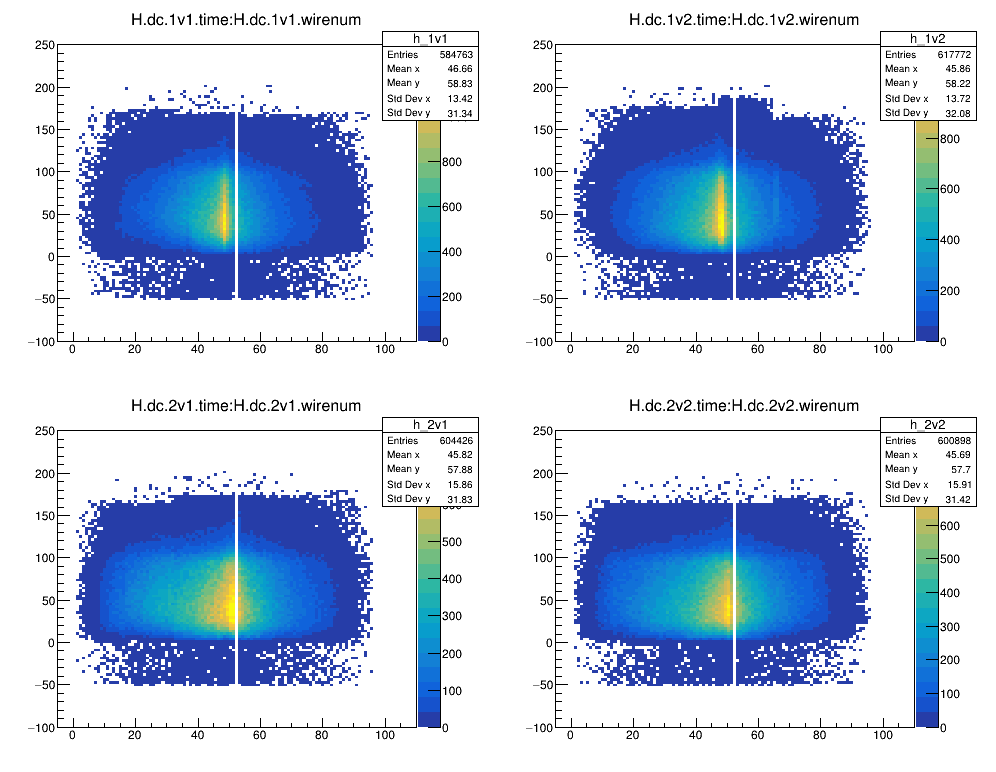 H.dc.1v1.time:H.dc.1v1.wirenum
h_1v1
Entries 584763
Mean x 46.66
Mean y 58.83
Std Dev x 13.42
Std Dev y 31.34
250
200
150
100
50
0
−50
−100
0 20 40 60 80 100
800
600
400
200
0
H.dc.1v2.time:H.dc.1v2.wirenum
h_1v2
Entries 617772
Mean x 45.86
Mean y 58.22
Std Dev x 13.72
Std Dev y 32.08
250
200
150
100
50
0
−50
−100
0 20 40 60 80 100
800
600
400
200
0
H.dc.2v1.time:H.dc.2v1.wirenum
h_2v1
Entries 604426
Mean x 45.82
Mean y 57.88
Std Dev x 15.86
Std Dev y 31.83
250
200
150
100
50
0
−50
−100
0 20 40 60 80 100
500
400
300
200
100
0
H.dc.2v2.time:H.dc.2v2.wirenum
h_2v2
Entries 600898
Mean x 45.69
Mean y 57.7
Std Dev x 15.91
Std Dev y 31.42
250
200
150
100
50
0
−50
−100
0 20 40 60 80 100
600
500
400
300
200
100
0